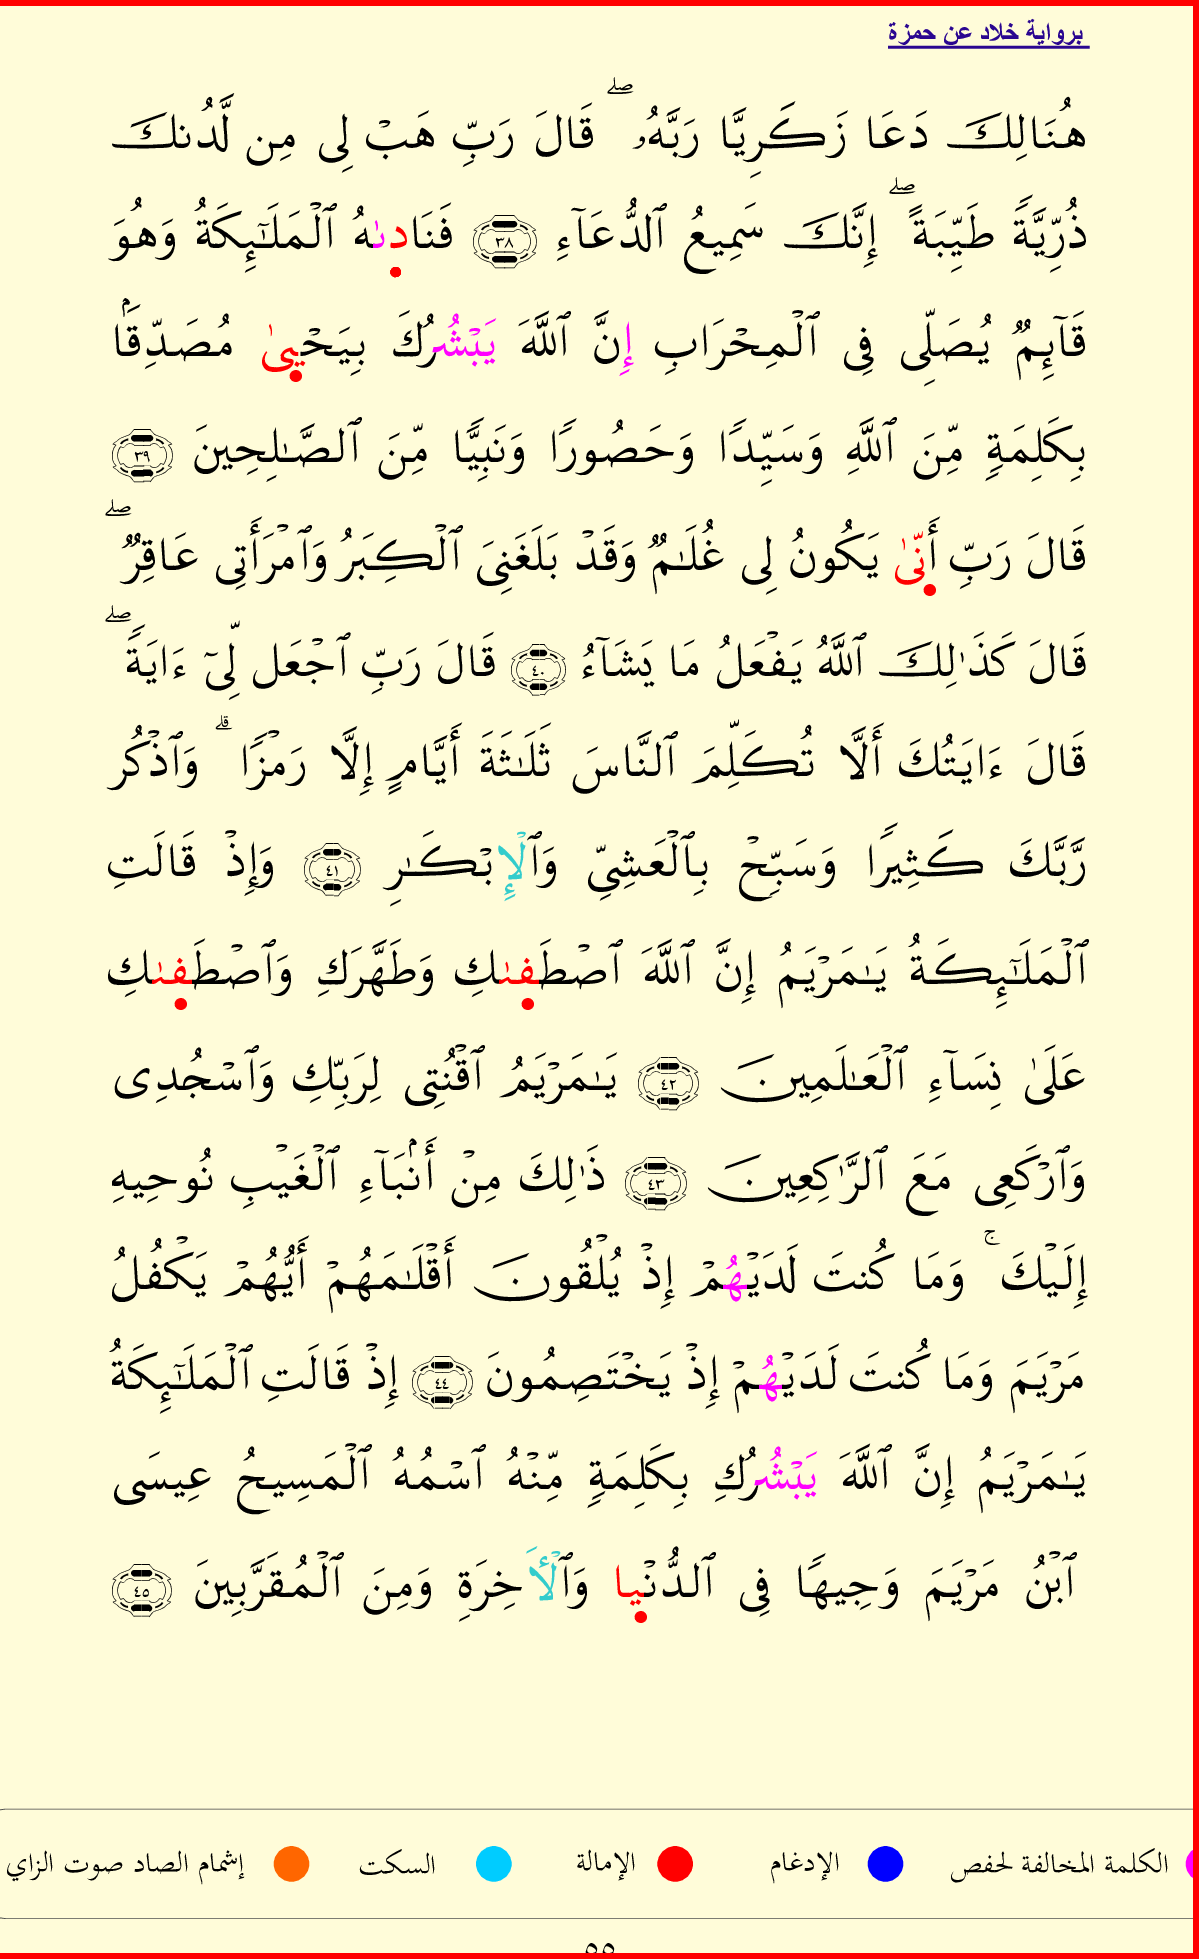 برواية خلاد عن حمزة
هُنَالِكَ دَعَا زَكَرِيَّا رَبَّهُۥ ۖ قَالَ رَبِّ هَبْ لِى مِن لَّدُنكَ
ذُرِّيَّةً طَيِّبَةً ۖ إِنَّكَ سَمِيعُ ٱلدُّعَآءِ ٣٨ فَنَادىٰهُ ٱلْمَلَـٰٓئِكَةُ وَهُوَ
قَآئِمٌ يُصَلِّى فِى ٱلْمِحْرَابِ إِنَّ ٱللَّهَ يَبْشُرُكَ بِيَحْيىٰ مُصَدِّقًۢا
بِكَلِمَةٍ مِّنَ ٱللَّهِ وَسَيِّدًا وَحَصُورًا وَنَبِيًّا مِّنَ ٱلصَّـٰلِحِينَ ٣٩
قَالَ رَبِّ أَنّىٰ يَكُونُ لِى غُلَـٰمٌ وَقَدْ بَلَغَنِىَ ٱلْكِبَرُ وَٱمْرَأَتِى عَاقِرٌ ۖ
قَالَ كَذَٰلِكَ ٱللَّهُ يَفْعَلُ مَا يَشَآءُ ٤٠ قَالَ رَبِّ ٱجْعَل لِّىٓ ءَايَةً ۖ
قَالَ ءَايَتُكَ أَلَّا تُكَلِّمَ ٱلنَّاسَ ثَلَـٰثَةَ أَيَّامٍ إِلَّا رَمْزًا ۗ وَٱذْكُر
رَّبَّكَ كَثِيرًا وَسَبِّحْ بِٱلْعَشِىِّ وَٱلْإِبْكَـٰرِ ٤١ وَإِذْ قَالَتِ
ٱلْمَلَـٰٓئِكَةُ يَـٰمَرْيَمُ إِنَّ ٱللَّهَ ٱصْطَفىٰكِ وَطَهَّرَكِ وَٱصْطَفىٰكِ
عَلَىٰ نِسَآءِ ٱلْعَـٰلَمِينَ ٤٢ يَـٰمَرْيَمُ ٱقْنُتِى لِرَبِّكِ وَٱسْجُدِى
وَٱرْكَعِى مَعَ ٱلرَّٰكِعِينَ ٤٣ ذَٰلِكَ مِنْ أَنۢبَآءِ ٱلْغَيْبِ نُوحِيهِ
إِلَيْكَ ۚ وَمَا كُنتَ لَدَيْهُمْ إِذْ يُلْقُونَ أَقْلَـٰمَهُمْ أَيُّهُمْ يَكْفُلُ
مَرْيَمَ وَمَا كُنتَ لَدَيْهُمْ إِذْ يَخْتَصِمُونَ ٤٤ إِذْ قَالَتِ ٱلْمَلَـٰٓئِكَةُ
يَـٰمَرْيَمُ إِنَّ ٱللَّهَ يَبْشُرُكِ بِكَلِمَةٍ مِّنْهُ ٱسْمُهُ ٱلْمَسِيحُ عِيسَى
ٱبْنُ مَرْيَمَ وَجِيهًا فِى ٱلدُّنْيا وَٱلْأَخِرَةِ وَمِنَ ٱلْمُقَرَّبِينَ ٤٥
الكلمة المخالفة لحفص الإدغام الإمالة السكت إشمام الصاد صوت الزاي
٥٥